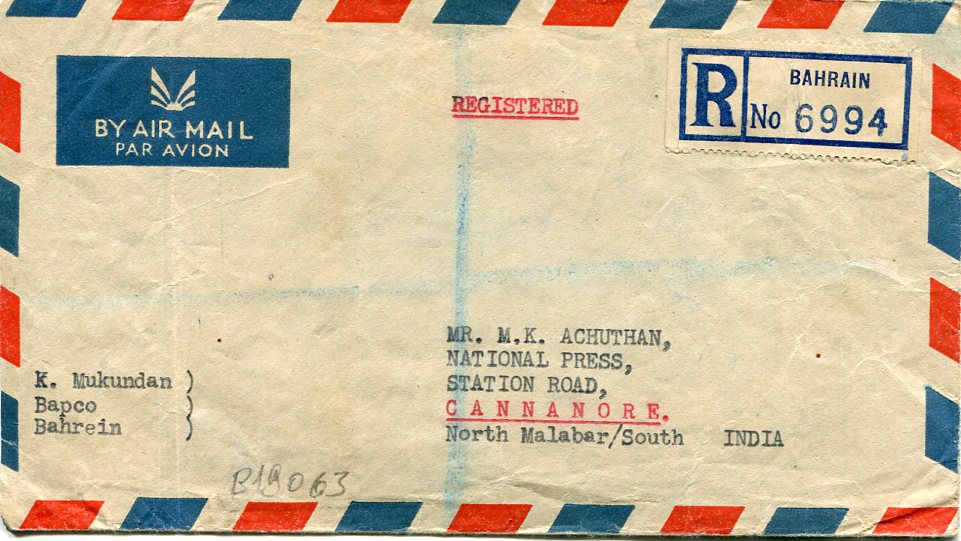 BY AIR MAIL
PAR AVION
REGISTERED
R
BAHRAIN
No 6994
MR. M.K. ACHUTHAN,
NATIONAL PRESS,
STATION ROAD,
CANNANORE.
North Malabar/South INDIA
K. Mukundan )
Bapco )
Bahrein )